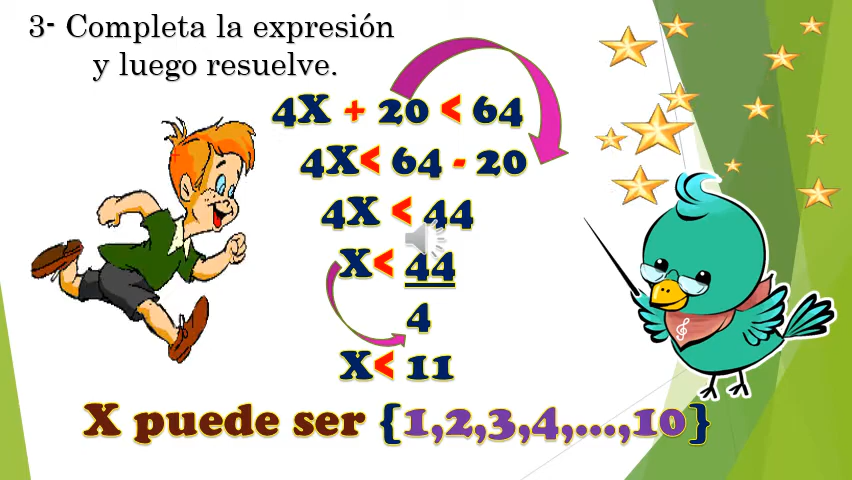 3- Completa la expresión
y luego resuelve.
4X + 20 < 64
4X< 64 - 20
4X < 44
X< 44
4
X< 11
X puede ser {1,2,3,4,...,10}